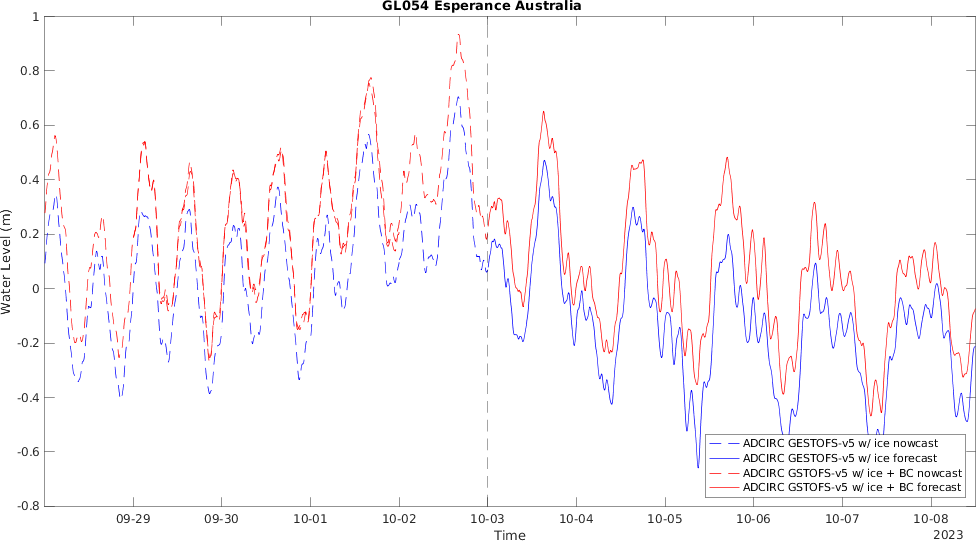 GL054 Esperance Australia
1
0.8
0.6
0.4
0.2
0
-0.2
-0.4
-0.6
-0.8
Water Level (m)
ADCIRC GESTOFS-v5 w/ ice nowcast
ADCIRC GESTOFS-v5 w/ ice forecast
ADCIRC GSTOFS-v5 w/ ice + BC nowcast
ADCIRC GSTOFS-v5 w/ ice + BC forecast
09-29 09-30 10-01 10-02 10-03 10-04 10-05 10-06 10-07 10-08
Time
2023